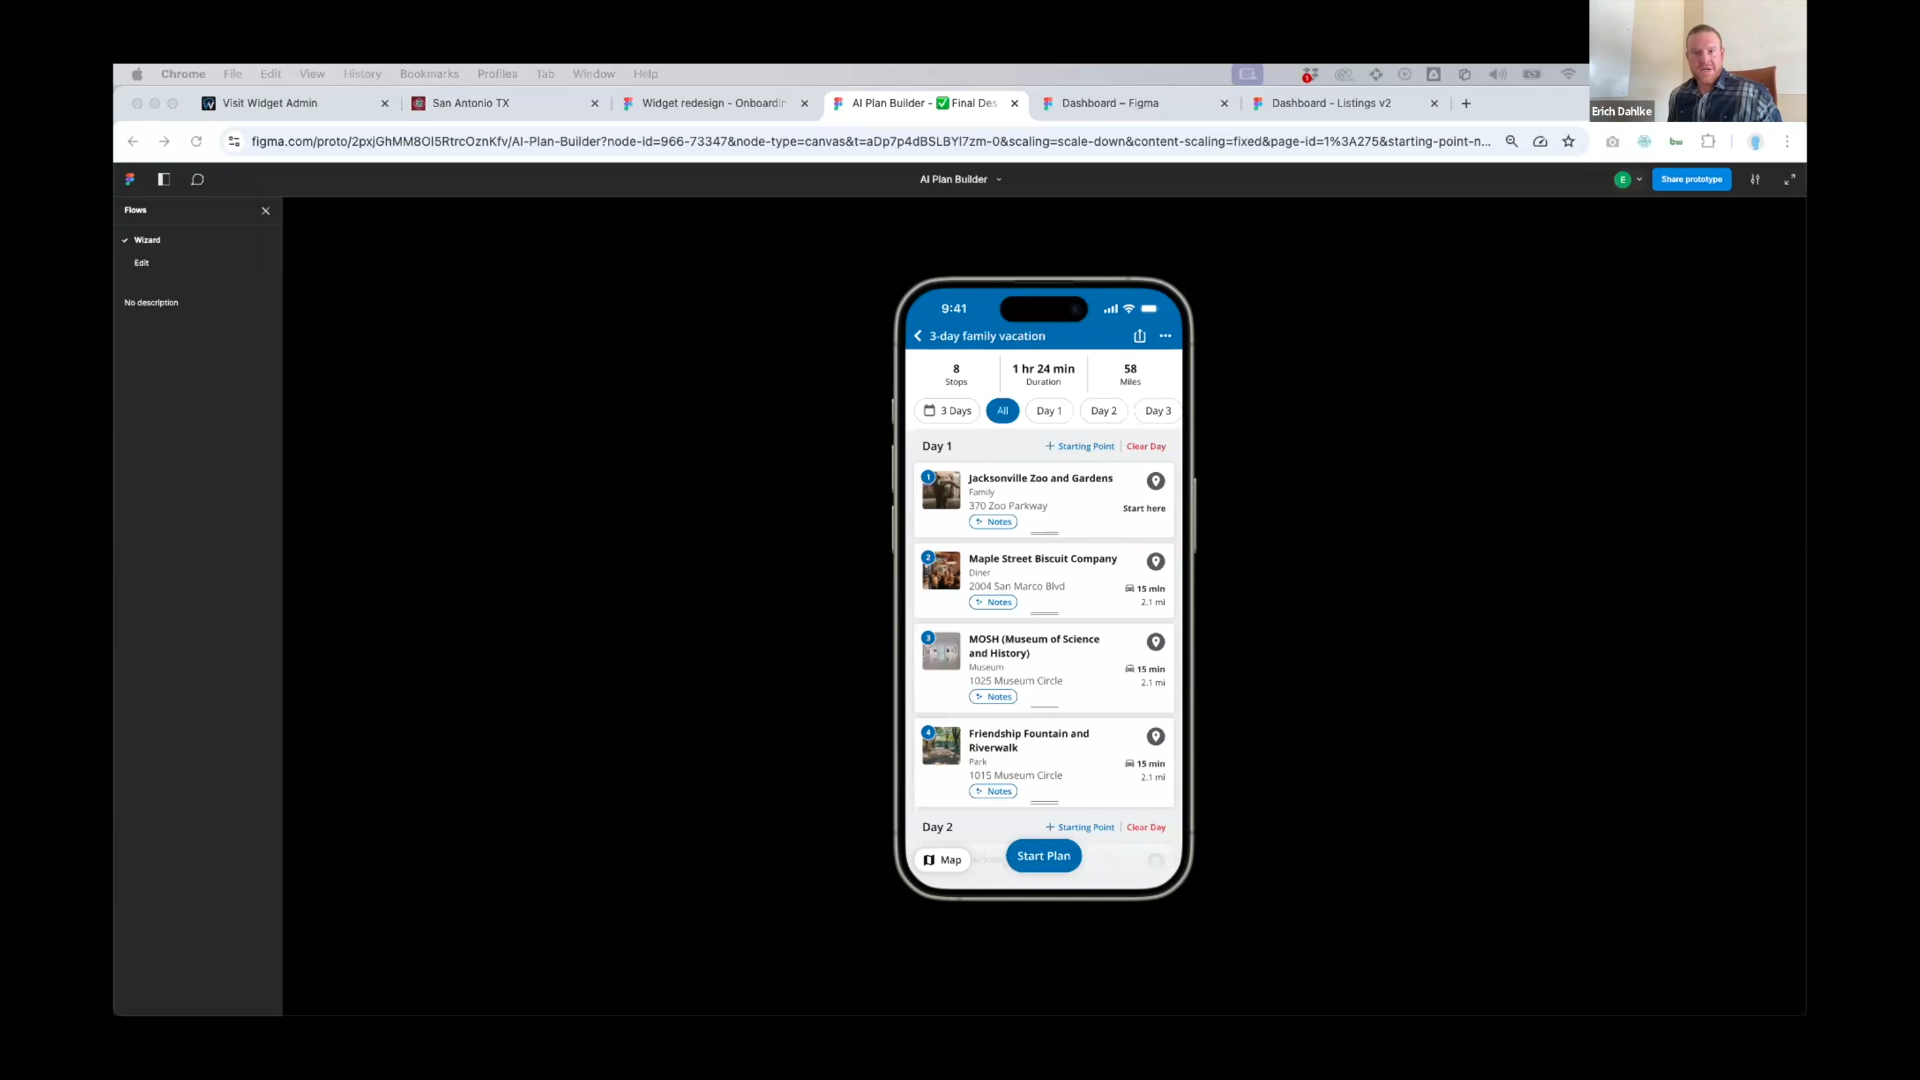 Erich Dahlke
Chrome File Edit View History Bookmarks Profiles Tab Window Help
Visit Widget Admin
San Antonio TX
Widget redesign - Onboardin
AI Plan Builder - ✅ Final Des
Dashboard – Figma
Dashboard - Listings v2
figma.com/proto/2pxjGhMM8OI5RtrcOznKfv/AI-Plan-Builder?node-id=966-73347&node-type=canvas&t=aDp7p4dBSLBYl7zm-0&scaling=scale-down&content-scaling=fixed&page-id=1%3A275&starting-point-n...
AI Plan Builder
E
Share prototype
Flows
Wizard
Edit
No description
9:41
3-day family vacation
8
Stops
1 hr 24 min
Duration
58
Miles
3 Days All Day 1 Day 2 Day 3
Day 1 + Starting Point | Clear Day
1
Jacksonville Zoo and Gardens
Family
370 Zoo Parkway
Start here
Notes
2
Maple Street Biscuit Company
Diner
2004 San Marco Blvd
15 min
2.1 mi
Notes
3
MOSH (Museum of Science
and History)
Museum
1025 Museum Circle
15 min
2.1 mi
Notes
4
Friendship Fountain and
Riverwalk
Park
1015 Museum Circle
15 min
2.1 mi
Notes
Day 2 + Starting Point | Clear Day
Map
Start Plan